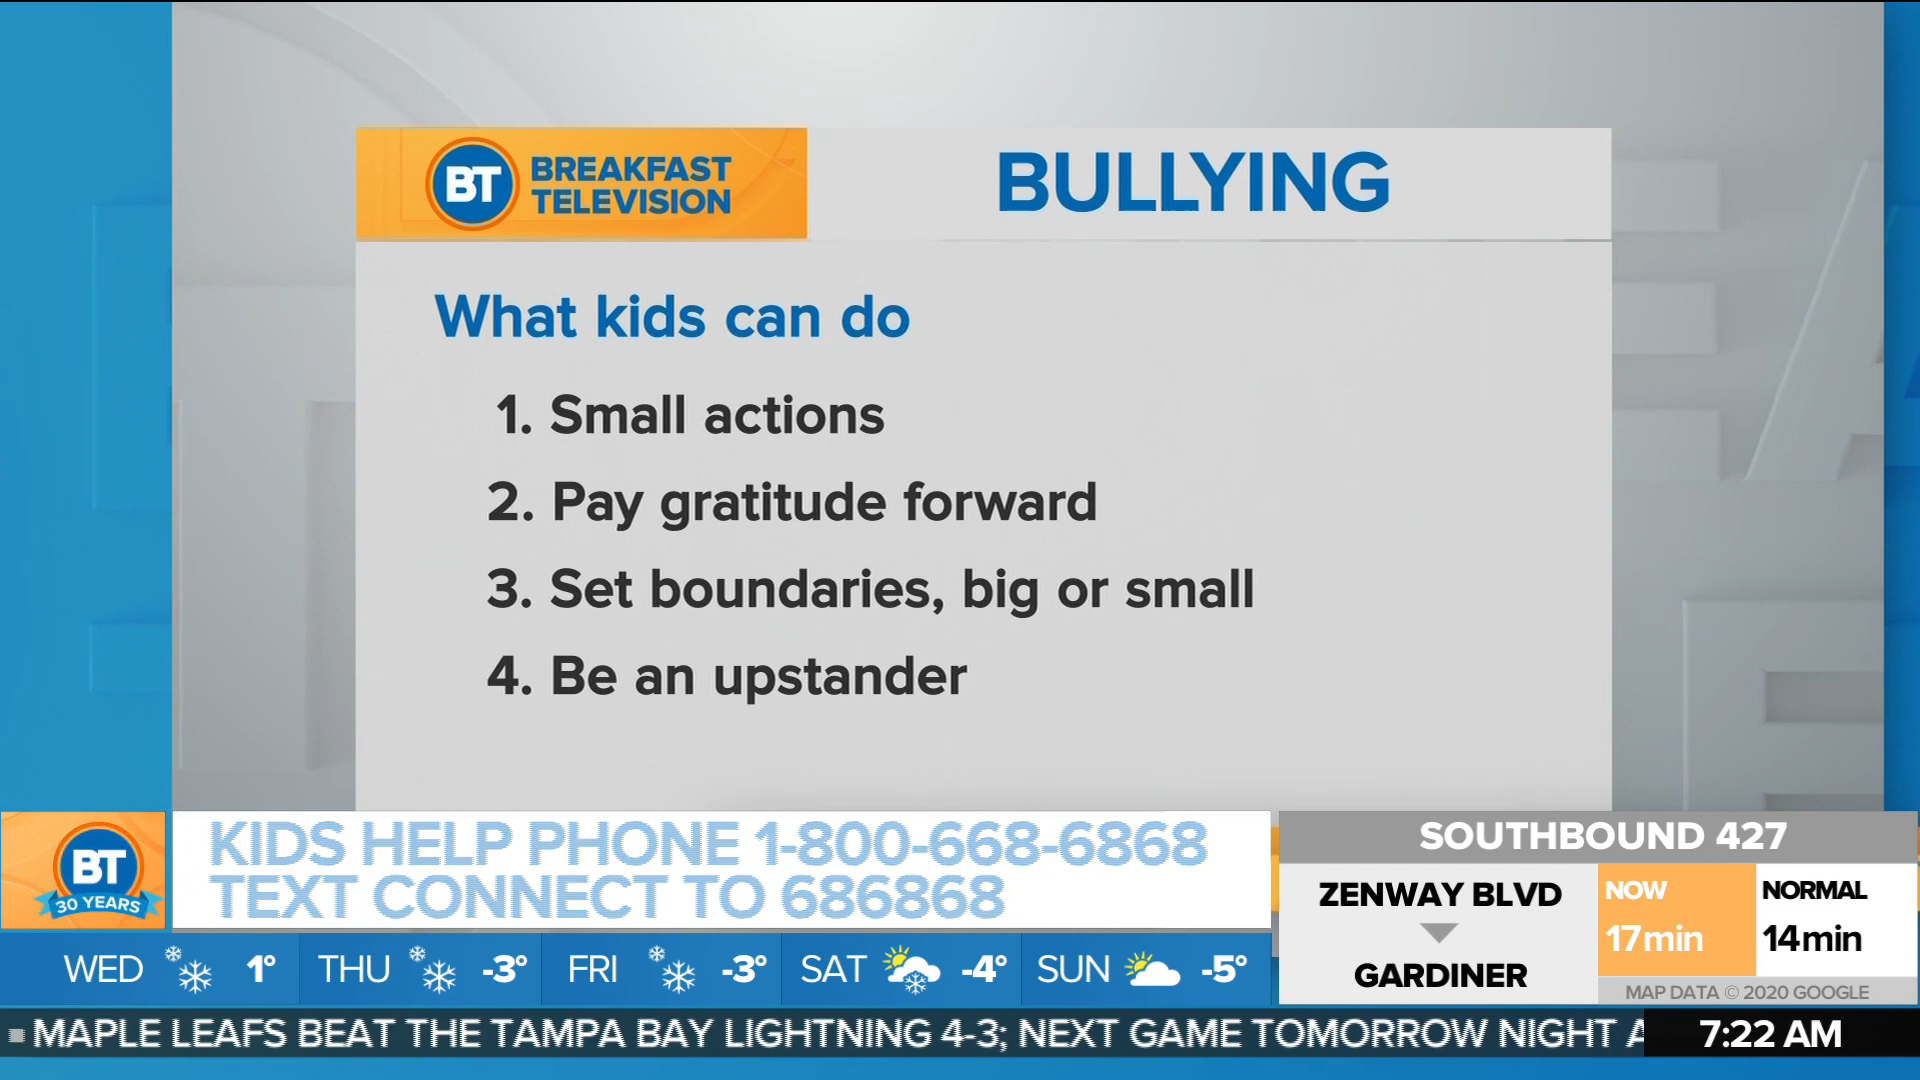 BT BREAKFAST
TELEVISION
BULLYING
What kids can do
1. Small actions
2. Pay gratitude forward
3. Set boundaries, big or small
4. Be an upstander
BT
30 YEARS
KIDS HELP PHONE 1-800-668-6868
TEXT CONNECT TO 686868
SOUTHBOUND 427
ZENWAY BLVD
GARDINER
NOW
17min
NORMAL
14min
MAP DATA © 2020 GOOGLE
WED 1° THU -3° FRI -3° SAT -4° SUN -5°
MAPLE LEAFS BEAT THE TAMPA BAY LIGHTNING 4-3; NEXT GAME TOMORROW NIGHT
7:22 AM